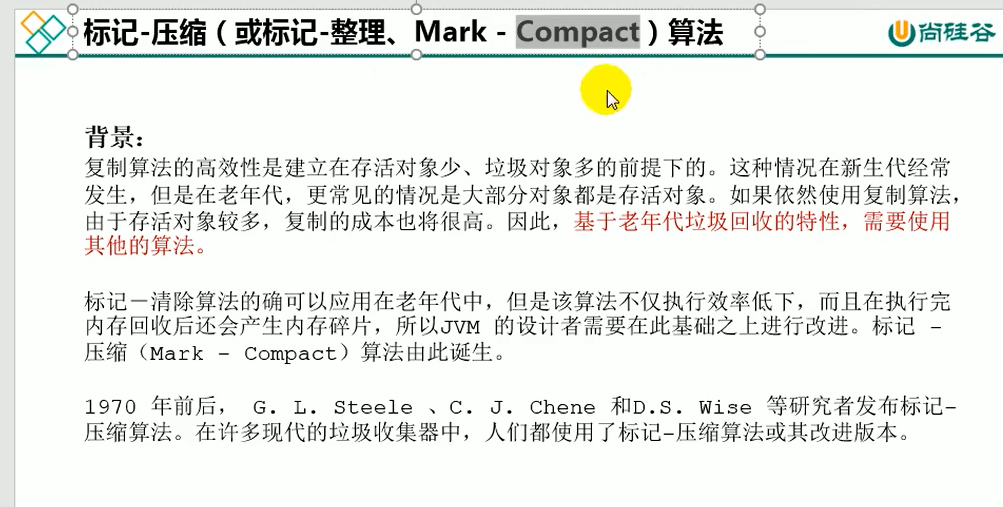 标记-压缩（或标记-整理、Mark - Compact）算法
尚硅谷
背景：
复制算法的高效性是建立在存活对象少、垃圾对象多的前提下的。这种情况在新生代经常
发生，但是在老年代，更常见的情况是大部分对象都是存活对象。如果依然使用复制算法，
由于存活对象较多，复制的成本也将很高。因此，基于老年代垃圾回收的特性，需要使用
其他的算法。
标记－清除算法的确可以应用在老年代中，但是该算法不仅执行效率低下，而且在执行完
内存回收后还会产生内存碎片，所以JVM 的设计者需要在此基础之上进行改进。标记 -
压缩（Mark - Compact）算法由此诞生。
1970 年前后， G. L. Steele 、C. J. Chene 和D.S. Wise 等研究者发布标记-
压缩算法。在许多现代的垃圾收集器中，人们都使用了标记-压缩算法或其改进版本。